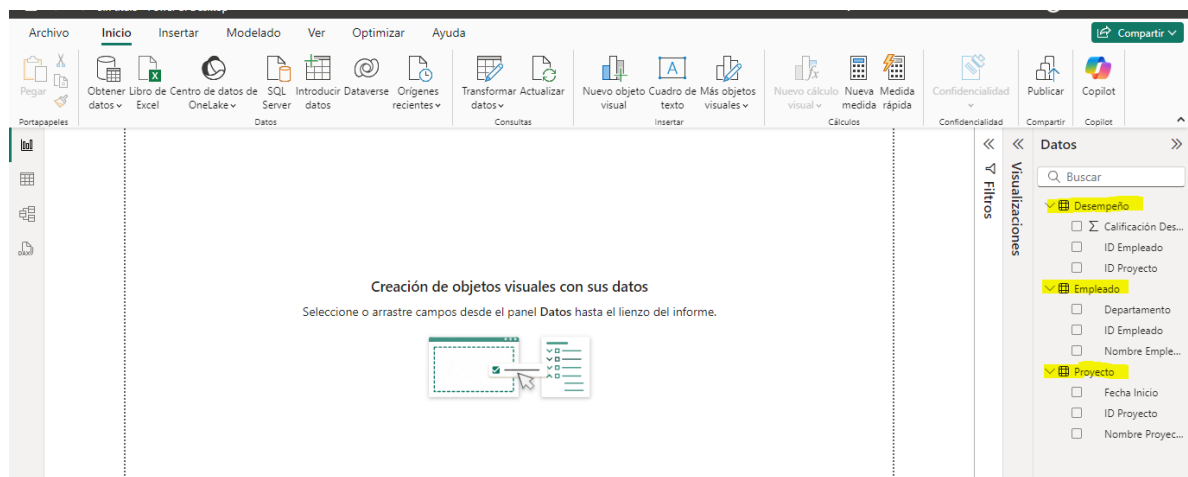 Archivo Inicio Insertar Modelado Ver Optimizar Ayuda Compartir
Pegar
Obtener datos
Libro de Excel
Centro de datos de OneLake
SQL Server
Introducir datos
Dataverse
Orígenes recientes
Transformar datos
Actualizar
Nuevo objeto visual
Cuadro de texto
Más objetos visuales
Nuevo cálculo visual
Nueva medida
Medida rápida
Confidencialidad
Publicar
Copilot
Portapapeles Datos Consultas Insertar Cálculos Confidencialidad Compartir Copilot
DAX
Creación de objetos visuales con sus datos
Seleccione o arrastre campos desde el panel Datos hasta el lienzo del informe.
Filtros
Visualizaciones
Datos
Buscar
Desempeño
Calificación Des...
ID Empleado
ID Proyecto
Empleado
Departamento
ID Empleado
Nombre Emple...
Proyecto
Fecha Inicio
ID Proyecto
Nombre Proyec...